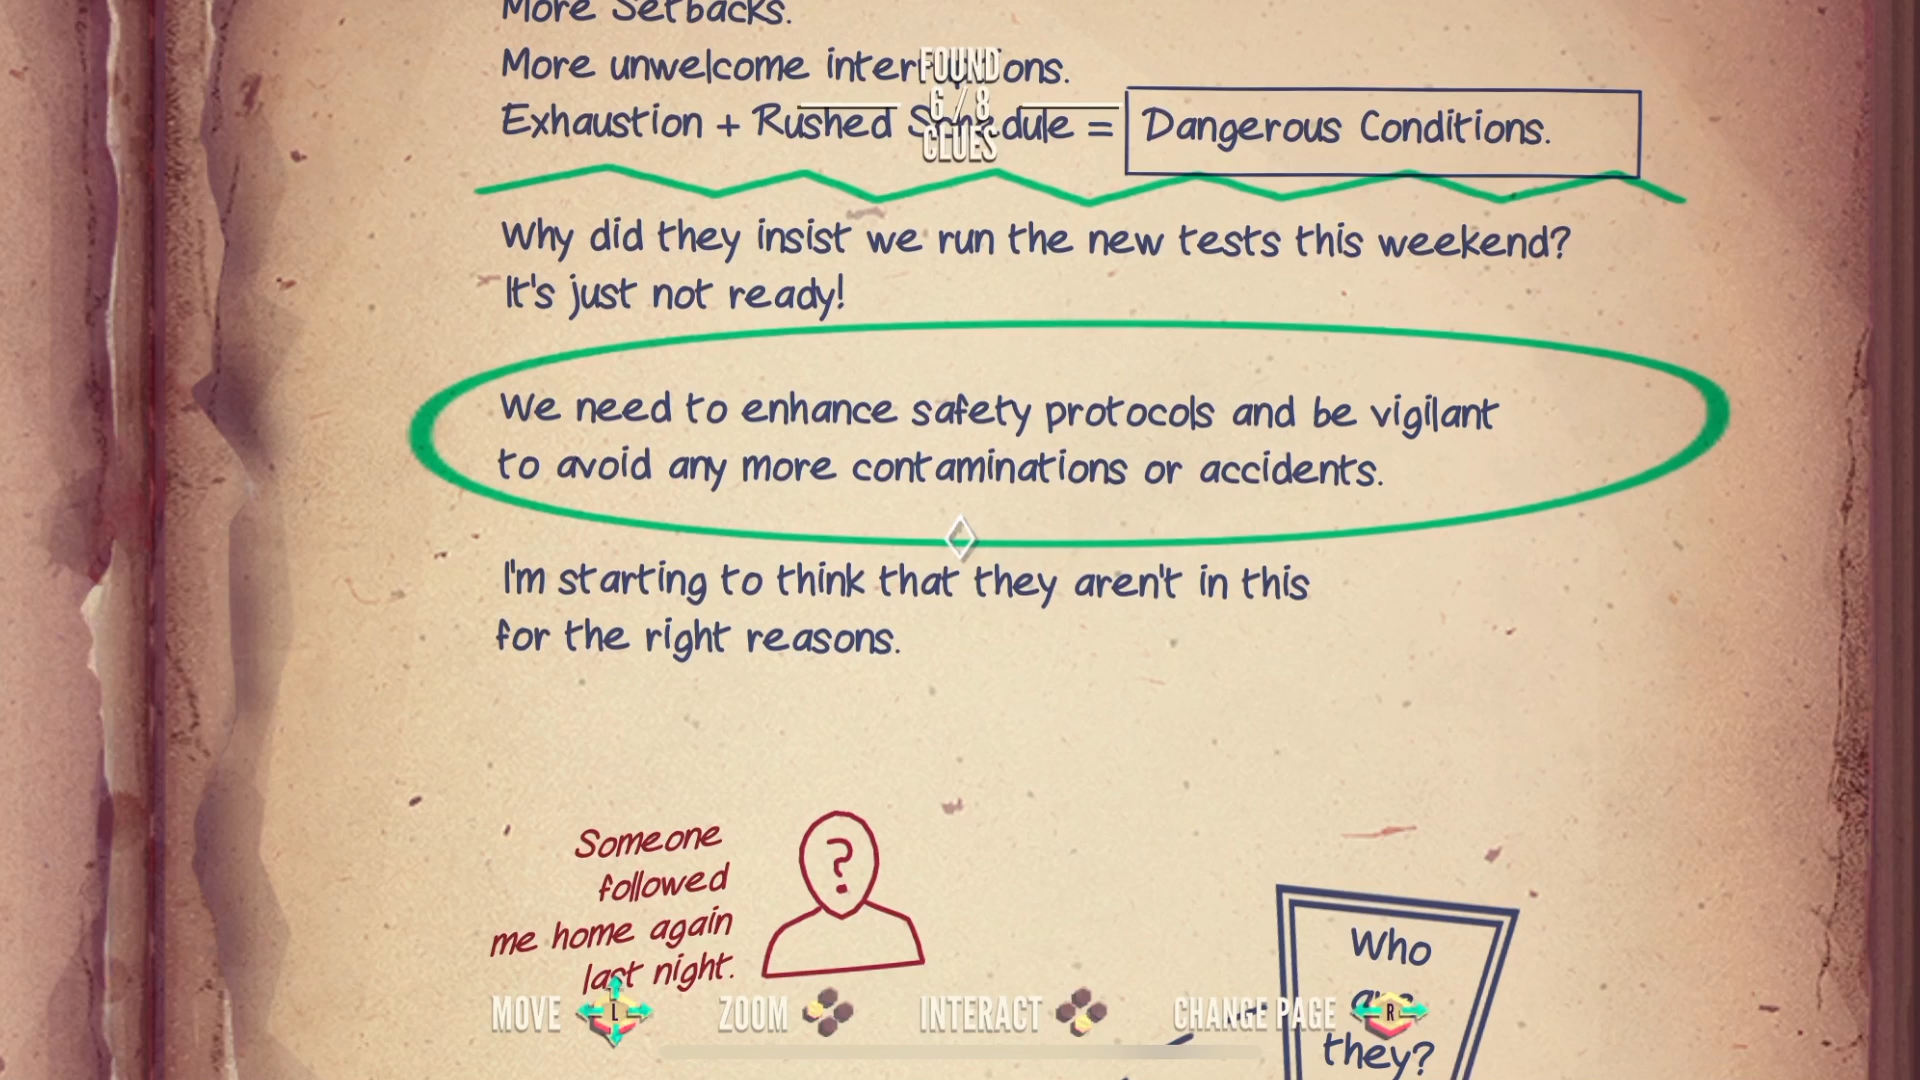 More Setbacks.
More unwelcome interruptions.
Exhaustion + Rushed Schedule = Dangerous Conditions.
FOUND
6 / 8
CLUES
Why did they insist we run the new tests this weekend?
It's just not ready!
We need to enhance safety protocols and be vigilant
to avoid any more contaminations or accidents.
I'm starting to think that they aren't in this
for the right reasons.
Someone
followed
me home again
last night.
?
Who
are
they?
MOVE L ZOOM INTERACT CHANGE PAGE R